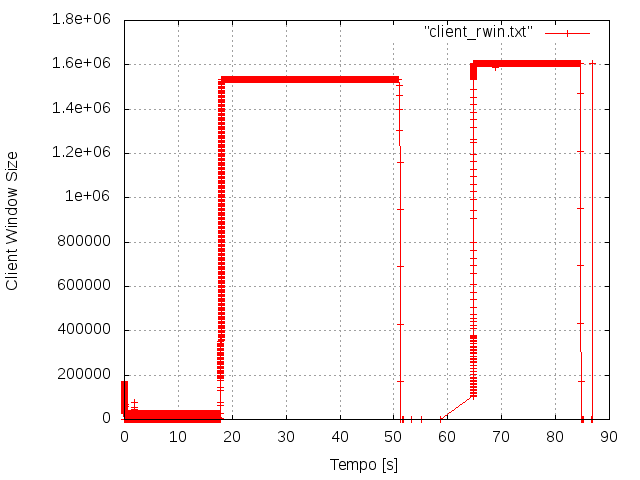 1.8e+06
"client_rwin.txt"
1.6e+06
1.4e+06
1.2e+06
1e+06
800000
600000
400000
200000
0
Client Window Size
0 10 20 30 40 50 60 70 80 90
Tempo [s]